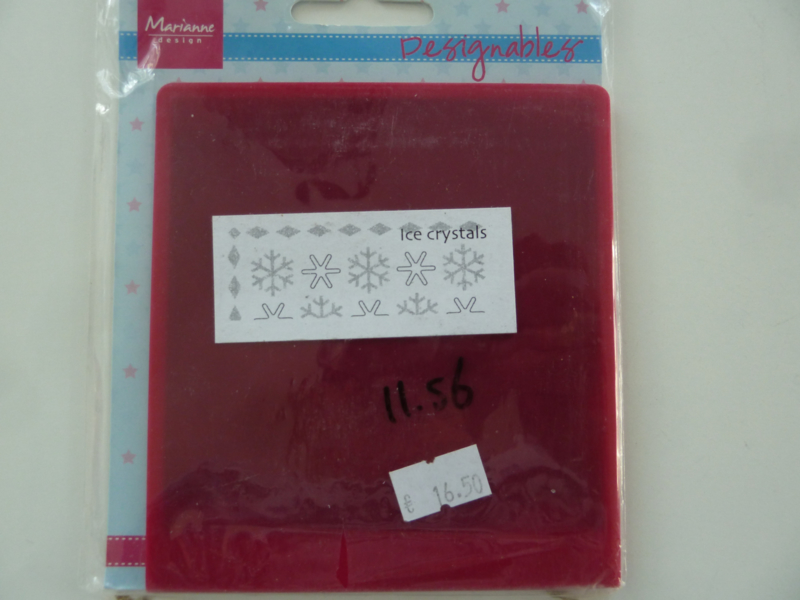 Marianne
design
Designables
Ice crystals
11.56
€ 16.50